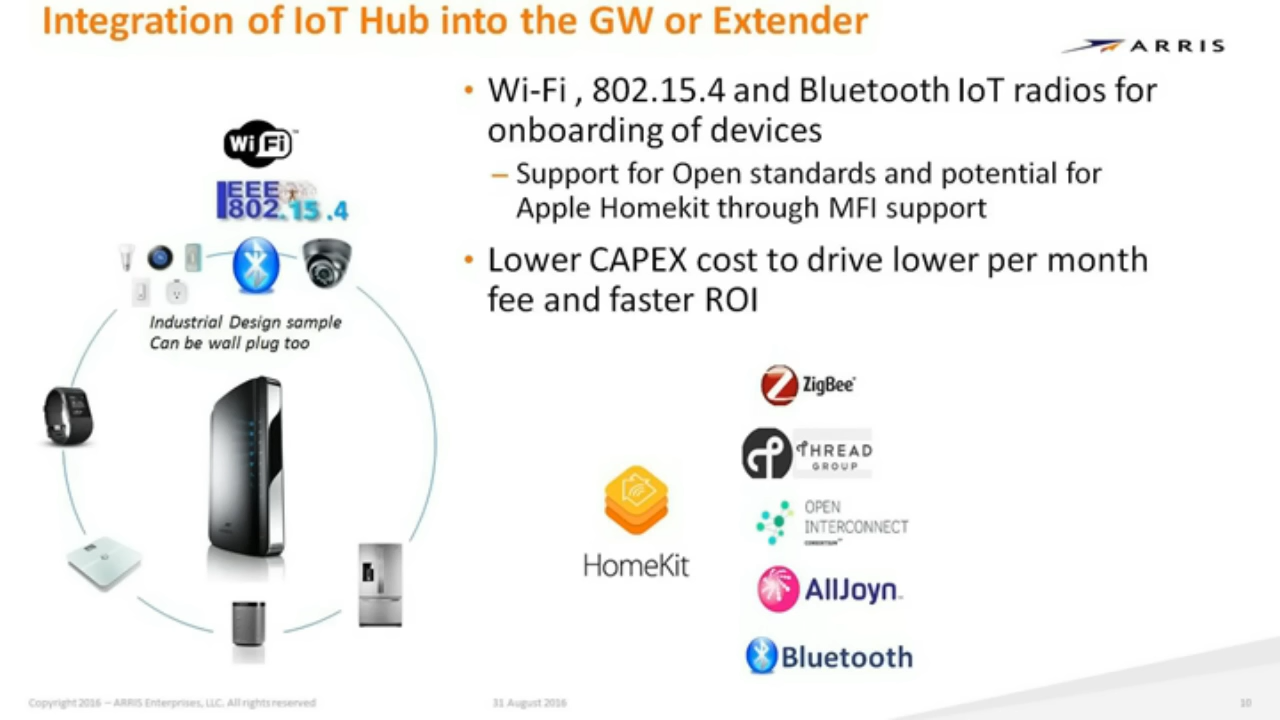 Integration of IoT Hub into the GW or Extender
ARRIS
• Wi-Fi , 802.15.4 and Bluetooth IoT radios for
onboarding of devices
– Support for Open standards and potential for
Apple Homekit through MFI support
• Lower CAPEX cost to drive lower per month
fee and faster ROI
Wi Fi™
IEEE
802.15.4
Industrial Design sample
Can be wall plug too
HomeKit
ZigBee®
THREAD
GROUP
OPEN
INTERCONNECT
CONSORTIUM™
AllJoyn™
Bluetooth
Copyright 2016 – ARRIS Enterprises, LLC. All rights reserved
31 August 2016
10